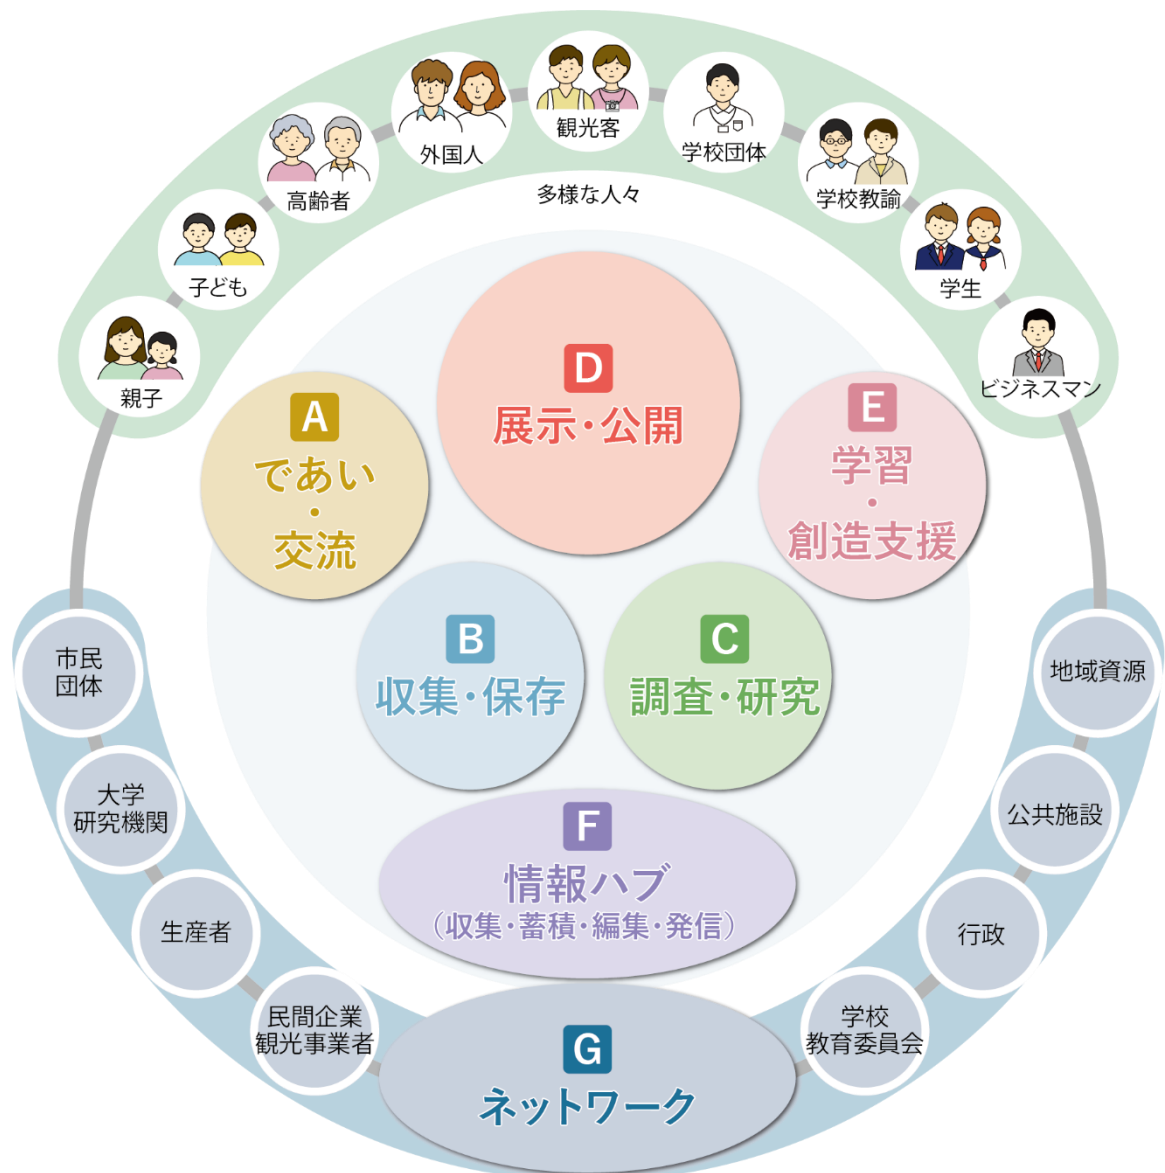 観光客
外国人
学校団体
高齢者
学校教諭
多様な人々
子ども
学生
親子
ビジネスマン
D
展示・公開
A
であい
・
交流
E
学習
・
創造支援
B
収集・保存
C
調査・研究
F
情報ハブ
（収集・蓄積・編集・発信）
G
ネットワーク
市民
団体
大学
研究機関
生産者
民間企業
観光事業者
地域資源
公共施設
行政
学校
教育委員会